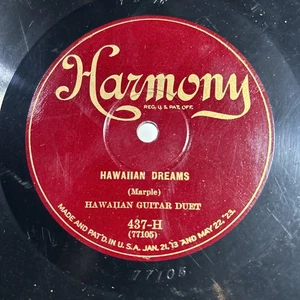 Harmony
REG. U.S. PAT. OFF.
HAWAIIAN DREAMS
(Marple)
HAWAIIAN GUITAR DUET
437-H
(77105)
MADE AND PAT'D. IN U.S.A. JAN. 21, '13 AND MAY 22-'23.
77105